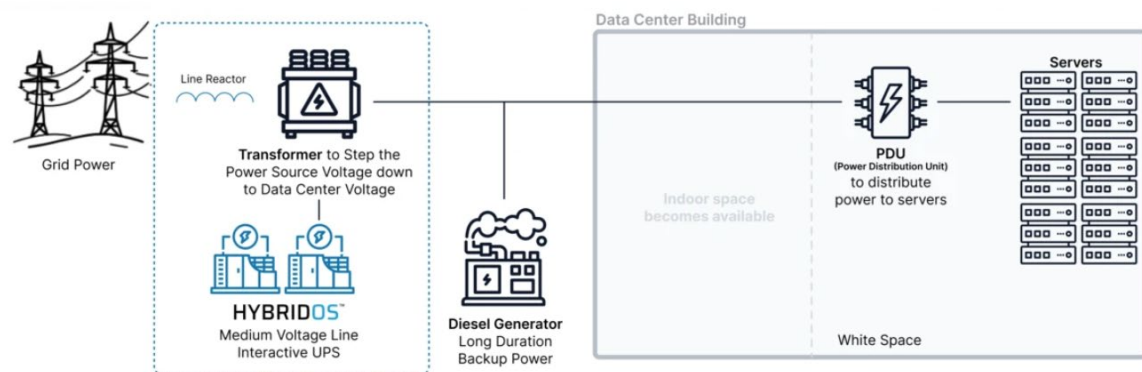 Data Center Building
Line Reactor
Servers
Grid Power
Transformer to Step the
Power Source Voltage down
to Data Center Voltage
PDU
(Power Distribution Unit)
to distribute
power to servers
Indoor space
becomes available
HYBRIDOS™
Medium Voltage Line
Interactive UPS
Diesel Generator
Long Duration
Backup Power
White Space